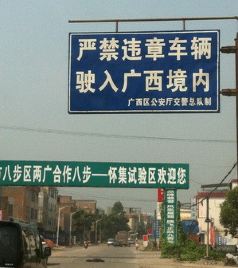 严禁违章车辆
驶入广西境内
广西区公安厅交警总队制
八步区两广合作八步——怀集试验区欢迎您